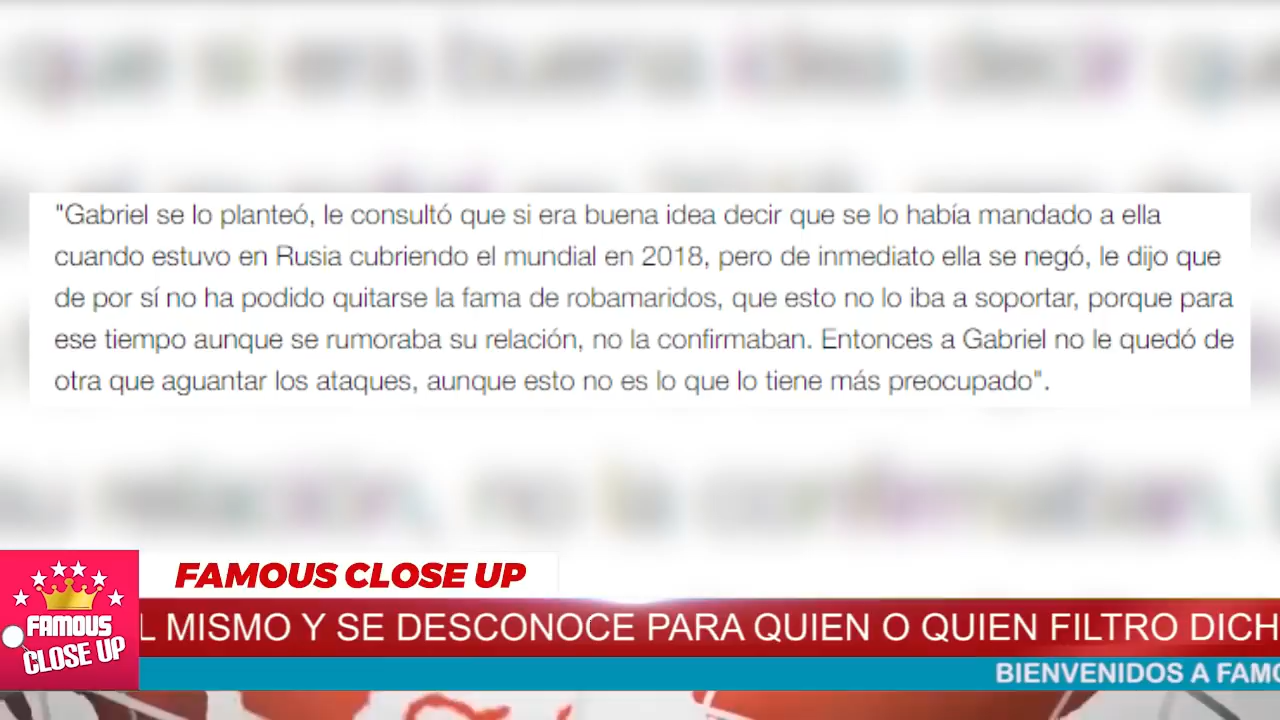 "Gabriel se lo planteó, le consultó que si era buena idea decir que se lo había mandado a ella
cuando estuvo en Rusia cubriendo el mundial en 2018, pero de inmediato ella se negó, le dijo que
de por sí no ha podido quitarse la fama de robamaridos, que esto no lo iba a soportar, porque para
ese tiempo aunque se rumoraba su relación, no la confirmaban. Entonces a Gabriel no le quedó de
otra que aguantar los ataques, aunque esto no es lo que lo tiene más preocupado".
FAMOUS CLOSE UP
FAMOUS
CLOSE UP
L MISMO Y SE DESCONOCE PARA QUIEN O QUIEN FILTRO DICH
BIENVENIDOS A FAMO